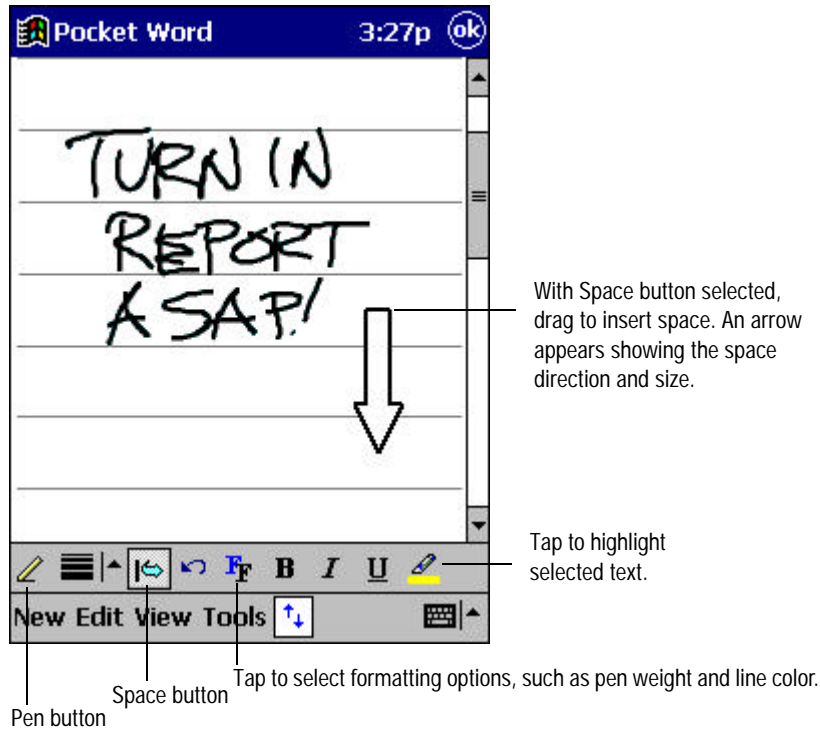 Pocket Word 3:27p ok
TURN IN
REPORT
ASAP!
With Space button selected,
drag to insert space. An arrow
appears showing the space
direction and size.
Tap to highlight
selected text.
FF B I U
New Edit View Tools
Tap to select formatting options, such as pen weight and line color.
Space button
Pen button